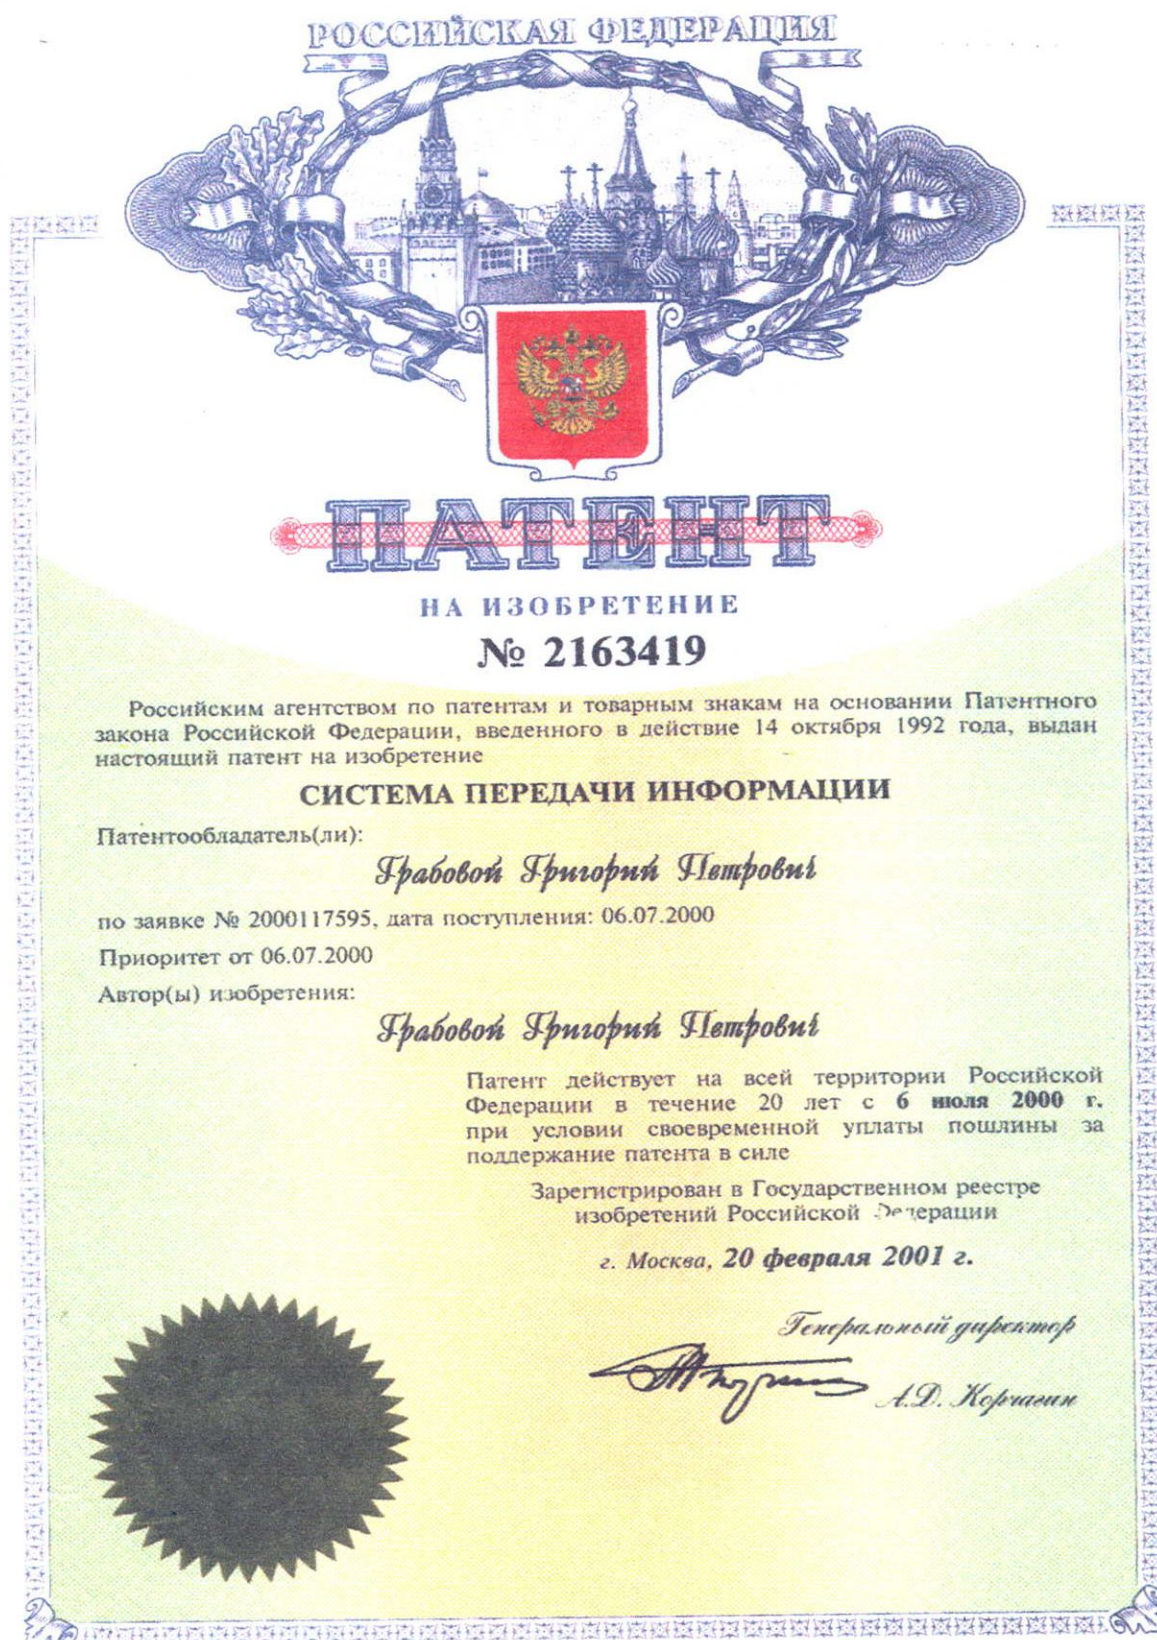 РОССИЙСКАЯ ФЕДЕРАЦИЯ
ПАТЕНТ
НА ИЗОБРЕТЕНИЕ
№ 2163419
Российским агентством по патентам и товарным знакам на основании Патентного
закона Российской Федерации, введенного в действие 14 октября 1992 года, выдан
настоящий патент на изобретение
СИСТЕМА ПЕРЕДАЧИ ИНФОРМАЦИИ
Патентообладатель(ли):
Грабовой Григорий Петрович
по заявке № 2000117595, дата поступления: 06.07.2000
Приоритет от 06.07.2000
Автор(ы) изобретения:
Грабовой Григорий Петрович
Патент действует на всей территории Российской
Федерации в течение 20 лет с 6 июля 2000 г.
при условии своевременной уплаты пошлины за
поддержание патента в силе
Зарегистрирован в Государственном реестре
изобретений Российской Федерации
г. Москва, 20 февраля 2001 г.
Генеральный директор
А.Д. Корчагин